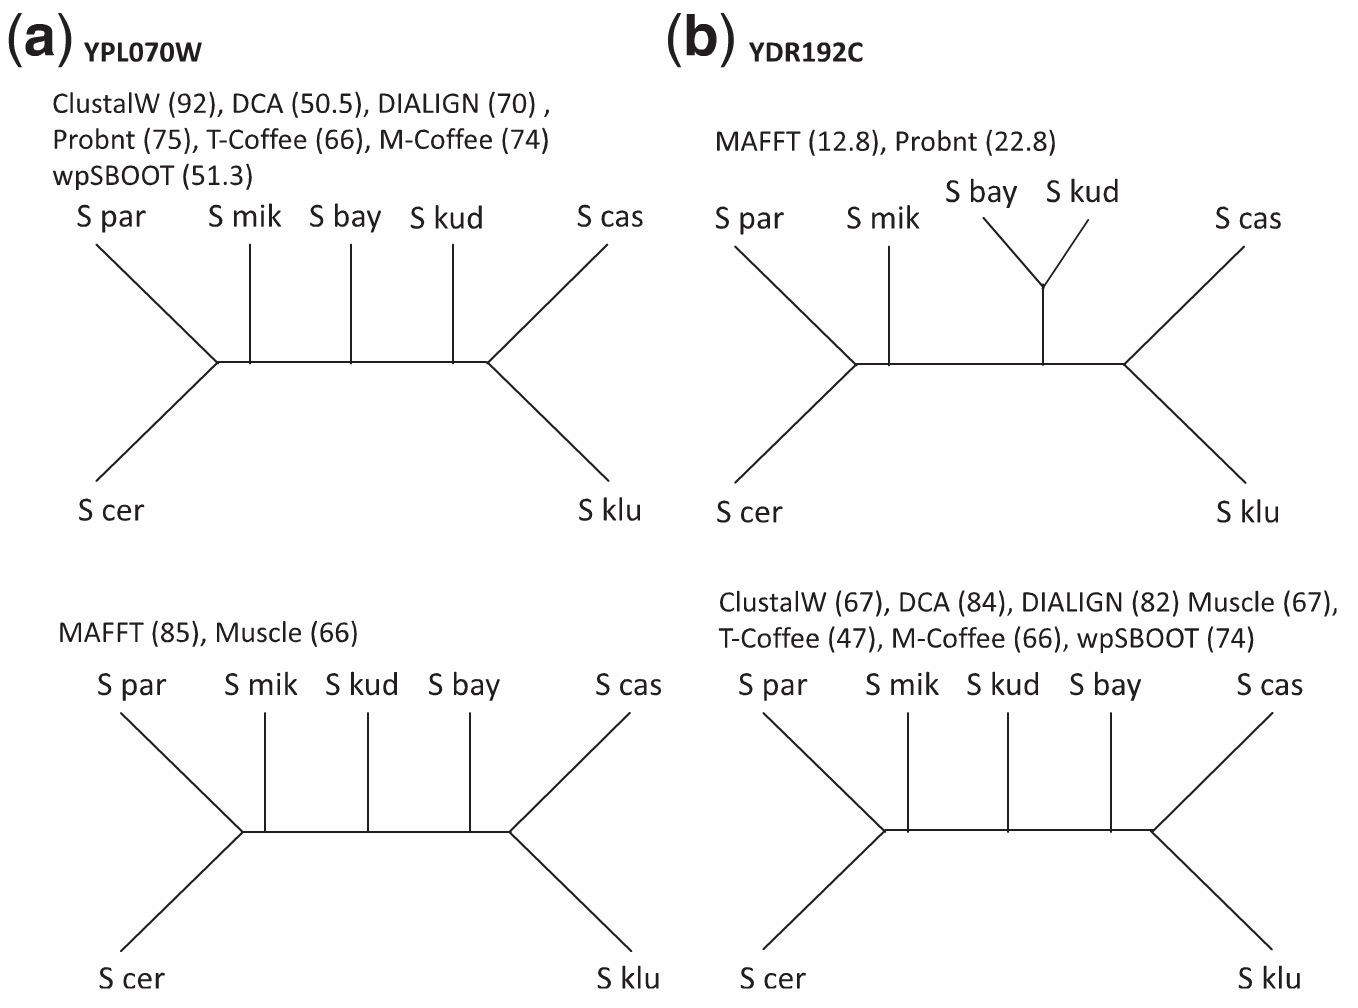 (a) YPL070W
ClustalW (92), DCA (50.5), DIALIGN (70) ,
Probnt (75), T-Coffee (66), M-Coffee (74)
wpSBOOT (51.3)
S par S mik S bay S kud S cas
S cer S klu
MAFFT (85), Muscle (66)
S par S mik S kud S bay S cas
S cer S klu
(b) YDR192C
MAFFT (12.8), Probnt (22.8)
S bay S kud
S par S mik S cas
S cer S klu
ClustalW (67), DCA (84), DIALIGN (82) Muscle (67),
T-Coffee (47), M-Coffee (66), wpSBOOT (74)
S par S mik S kud S bay S cas
S cer S klu